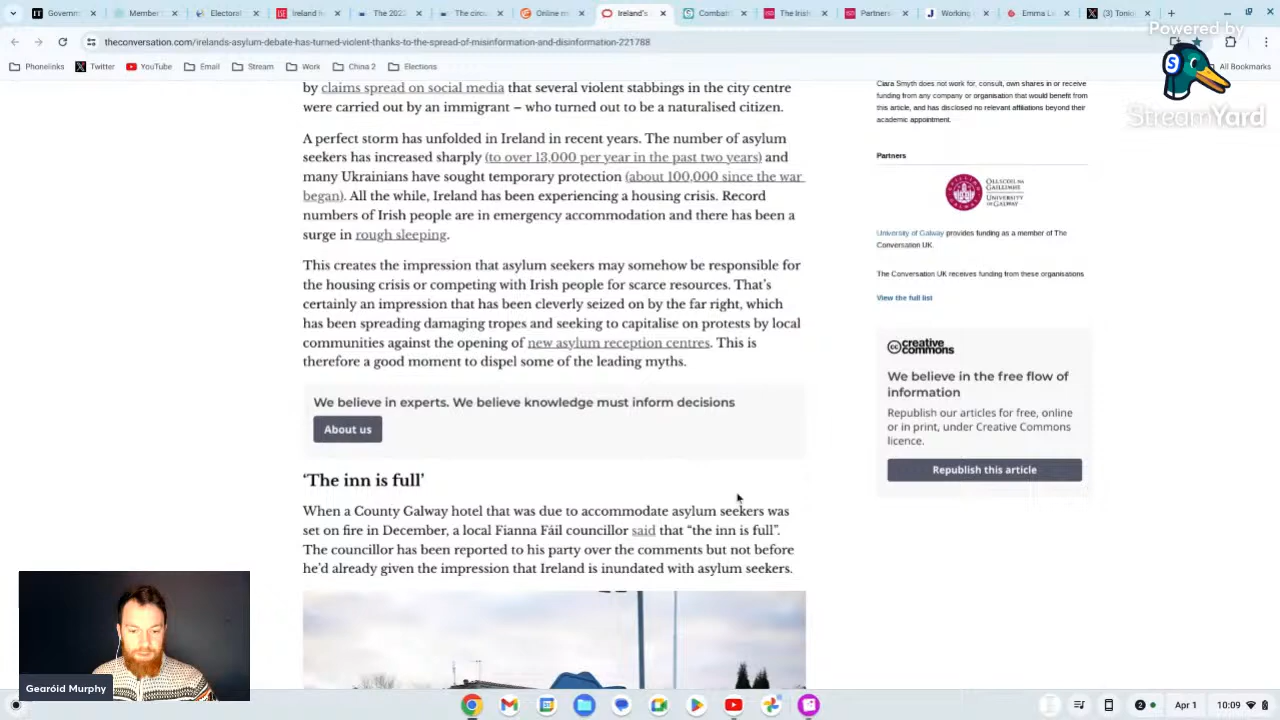 The 202
Ireland
Combatt
Partners
Journal
Working
(3) Tonic
Powered by
theconversation.com/irelands-asylum-debate-has-turned-violent-thanks-to-the-spread-of-misinformation-and-disinformation-221788
Phonelinks
Twitter
YouTube
Email
Stream
Work
China 2
Elections
All Bookmarks
S
StreamYard
on social media that several violent stabbings in the city centre
were out by an immigrant – who turned out to be a naturalised citizen.
A perfect storm has unfolded in Ireland in recent years. The number of asylum
seekers has increased sharply (to over 13,000 per year in the past two years) and
many Ukrainians have sought temporary protection (about 100,000 since the war
). All the while, Ireland has been experiencing a housing crisis. Record
numbers of Irish people are in emergency accommodation and there has been a
surge in rough sleeping.
This creates the impression that asylum seekers may somehow be responsible for
the crisis or competing with Irish people for scarce resources. That's
certainly an impression that has been cleverly seized on by the far right, which
has been spreading damaging tropes and seeking to capitalise on protests by local
communities against the opening of new asylum reception centres. This is
therefore a good moment to dispel some of the leading myths.
We believe in experts. We believe knowledge must inform decisions
About us
‘The inn is full’
When a County Galway hotel that was due to accommodate asylum seekers was
set on fire in December, a local Fianna Fáil councillor said that “the inn is full”.
The councillor has been reported to his party over the comments but not before
he’d already given the impression that Ireland is inundated with asylum seekers.
Ciara Smyth does not work for, consult, own shares in or receive
funding from any company or organisation that would benefit from
this article, and has disclosed no relevant affiliations beyond their
academic appointment.
Partners
OLLSCOIL NA
GAILLIMHE
UNIVERSITY
OF GALWAY
University of Galway provides funding as a member of The
Conversation UK.
The Conversation UK receives funding from these organisations
View the full list
cc creative
commons
We believe in the free flow of
information
Republish our articles for free, online
or in print, under Creative Commons
licence.
Republish this article
Gearoid Murphy
2
Apr 1
10:09